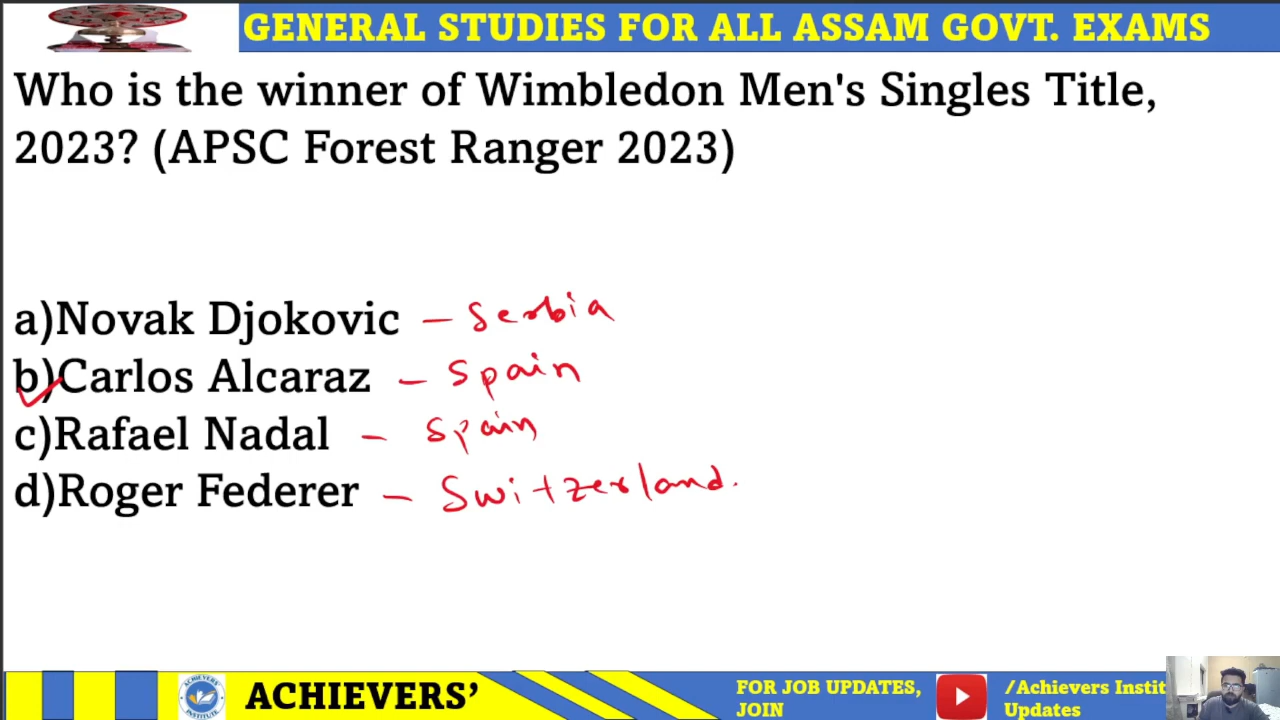 GENERAL STUDIES FOR ALL ASSAM GOVT. EXAMS
Who is the winner of Wimbledon Men's Singles Title,
2023? (APSC Forest Ranger 2023)
a)Novak Djokovic – Serbia
b)Carlos Alcaraz – Spain
c)Rafael Nadal – Spain
d)Roger Federer – Switzerland.
ACHIEVERS’
FOR JOB UPDATES,
JOIN
/Achievers Instit
Updates
ACHIEVERS
INSTITUTE